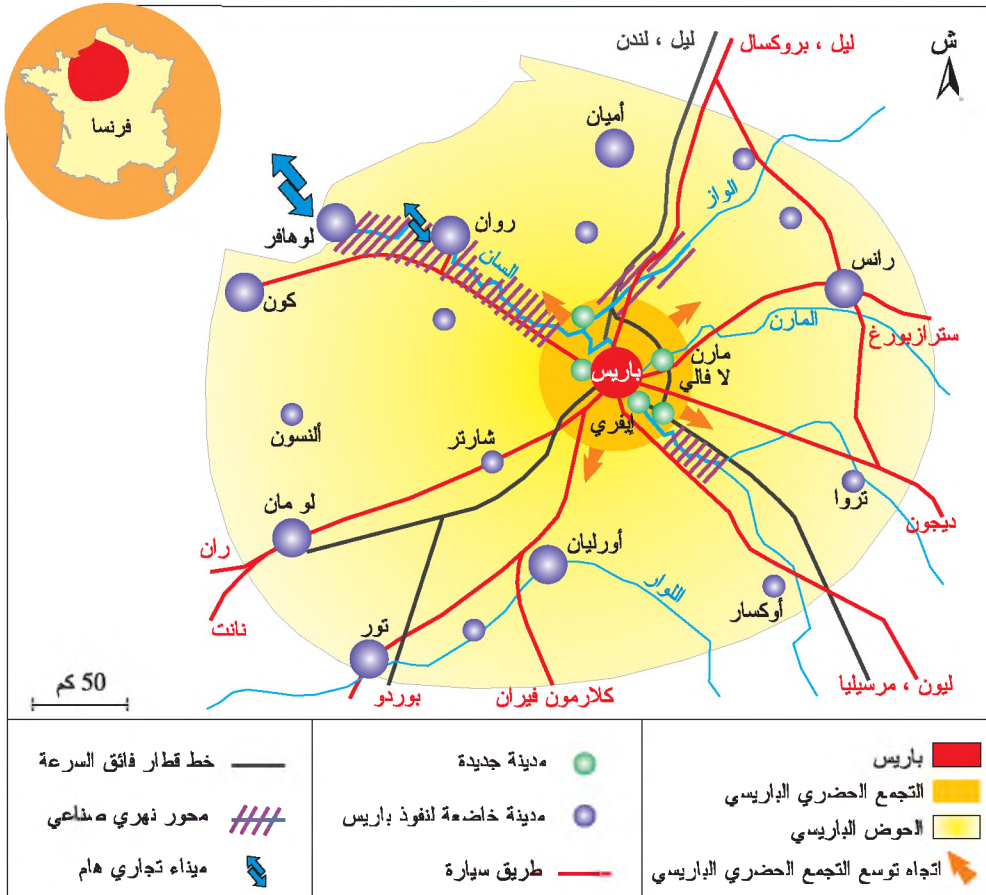 فرنسا
ليل ، لندن
ليل ، بروكسال
ش
أميان
الواز
لوهافر
روان
السان
رانس
كون
المارن
سترازبورغ
مارن
لا فالي
باريس
إيفري
ألنسون
شارتر
تروا
ديجون
لو مان
أورليان
ران
اللوار
أوكسار
نانت
تور
بوردو
كلارمون فيران
ليون ، مرسيليا
50 كم
باريس
التجمع الحضري الباريسي
الحوض الباريسي
اتجاه توسع التجمع الحضري الباريسي
مدينة جديدة
مدينة خاضعة لنفوذ باريس
طريق سيارة
خط قطار فائق السرعة
محور نهري صناعي
ميناء تجاري هام